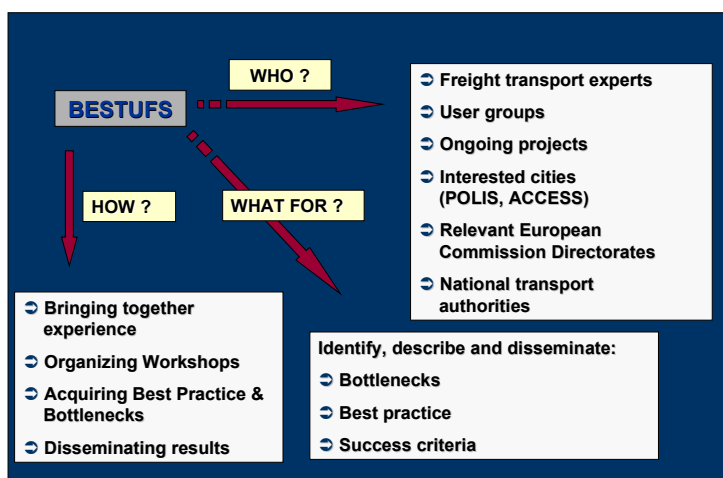 BESTUFS
WHO ?
➲ Freight transport experts
➲ User groups
➲ Ongoing projects
➲ Interested cities
(POLIS, ACCESS)
➲ Relevant European
Commission Directorates
➲ National transport
authorities
HOW ?
➲ Bringing together
experience
➲ Organizing Workshops
➲ Acquiring Best Practice &
Bottlenecks
➲ Disseminating results
WHAT FOR ?
Identify, describe and disseminate:
➲ Bottlenecks
➲ Best practice
➲ Success criteria